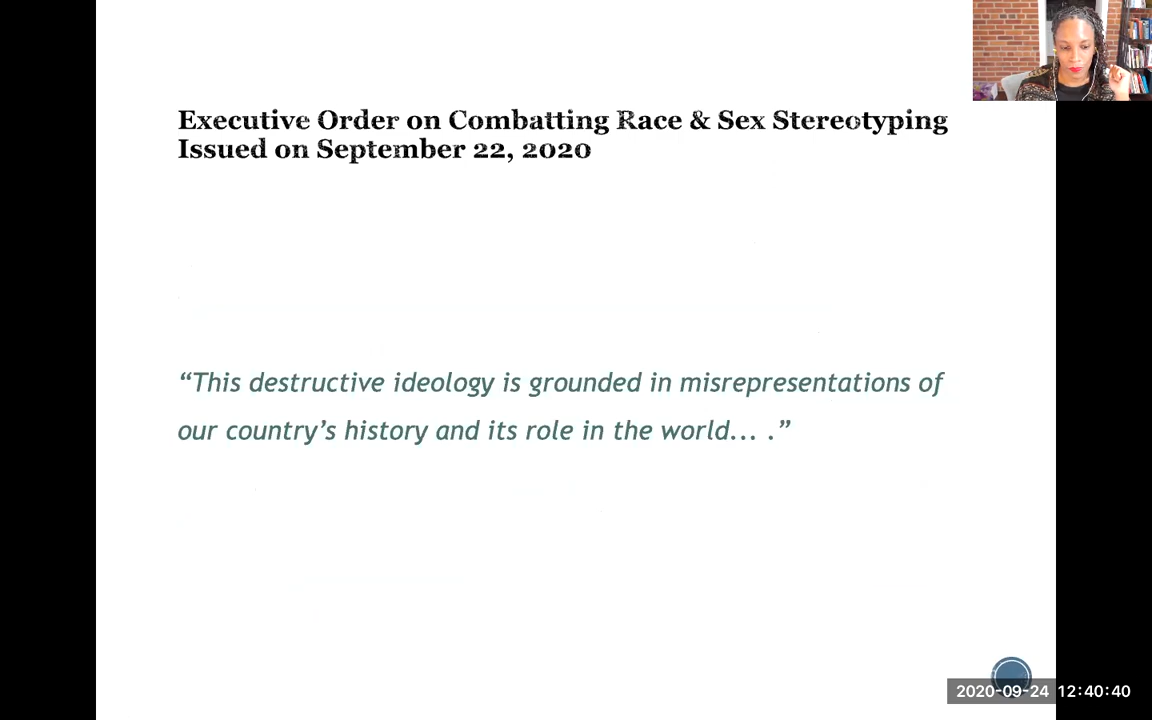 Executive Order on Combatting Race & Sex Stereotyping
Issued on September 22, 2020
“This destructive ideology is grounded in misrepresentations of
our country’s history and its role in the world... .”
2020-09-24 12:40:40